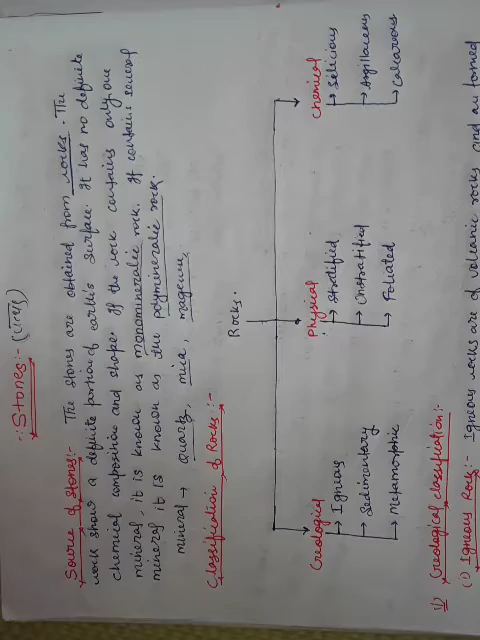 :Stones:- (पत्थर)
Source of Stones:- The stones are obtained from rocks. The
rock shows a definite portion of earth's surface. It has no definite
chemical composition and shape. If the rock contains only one
mineral, it is known as monomineralic rock. If contains several
mineral it is known as the polymineralic rock.
mineral → quartz, mica, magenium,
Classification of Rocks:-
Rocks.
Geological
Igneous
Sedimentary
Metamorphic
Physical
Stratified
Unstratified
Foliated
Chemical
Silicious
Argillaceous
Calcareous
1) Geological classification:-
(i) Igneous Rock:- Igneous rocks are of volcanic rocks and are formed